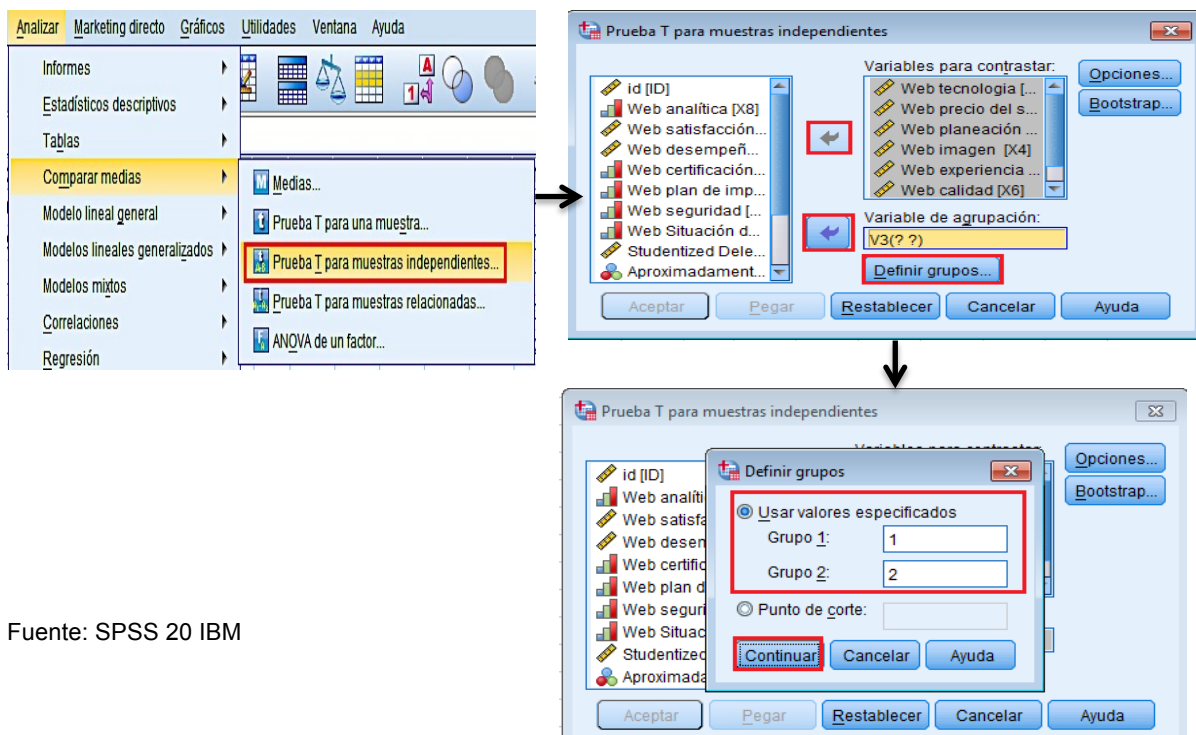 Analizar Marketing directo Gráficos Utilidades Ventana Ayuda
Informes
Estadísticos descriptivos
Tablas
Comparar medias
Modelo lineal general
Modelos lineales generalizados
Modelos mixtos
Correlaciones
Regresión
Medias...
Prueba T para una muestra...
Prueba T para muestras independientes...
Prueba T para muestras relacionadas...
ANOVA de un factor...
Prueba T para muestras independientes
id [ID]
Web analítica [X8]
Web satisfacción...
Web desempeñ...
Web certificación...
Web plan de imp...
Web seguridad [...
Web Situación d...
Studentized Dele...
Aproximadament...
Variables para contrastar:
Web tecnologia [...
Web precio del s...
Web planeación ...
Web imagen [X4]
Web experiencia ...
Web calidad [X6]
Variable de agrupación:
V3(? ?)
Definir grupos...
Opciones...
Bootstrap...
Aceptar Pegar Restablecer Cancelar Ayuda
Prueba T para muestras independientes
id [ID]
Web analíti
Web satisfa
Web desem
Web certific
Web plan d
Web seguri
Web Situac
Studentized
Aproximada
Opciones...
Bootstrap...
Definir grupos
Usar valores especificados
Grupo 1: 1
Grupo 2: 2
Punto de corte:
Continuar Cancelar Ayuda
Aceptar Pegar Restablecer Cancelar Ayuda
Fuente: SPSS 20 IBM